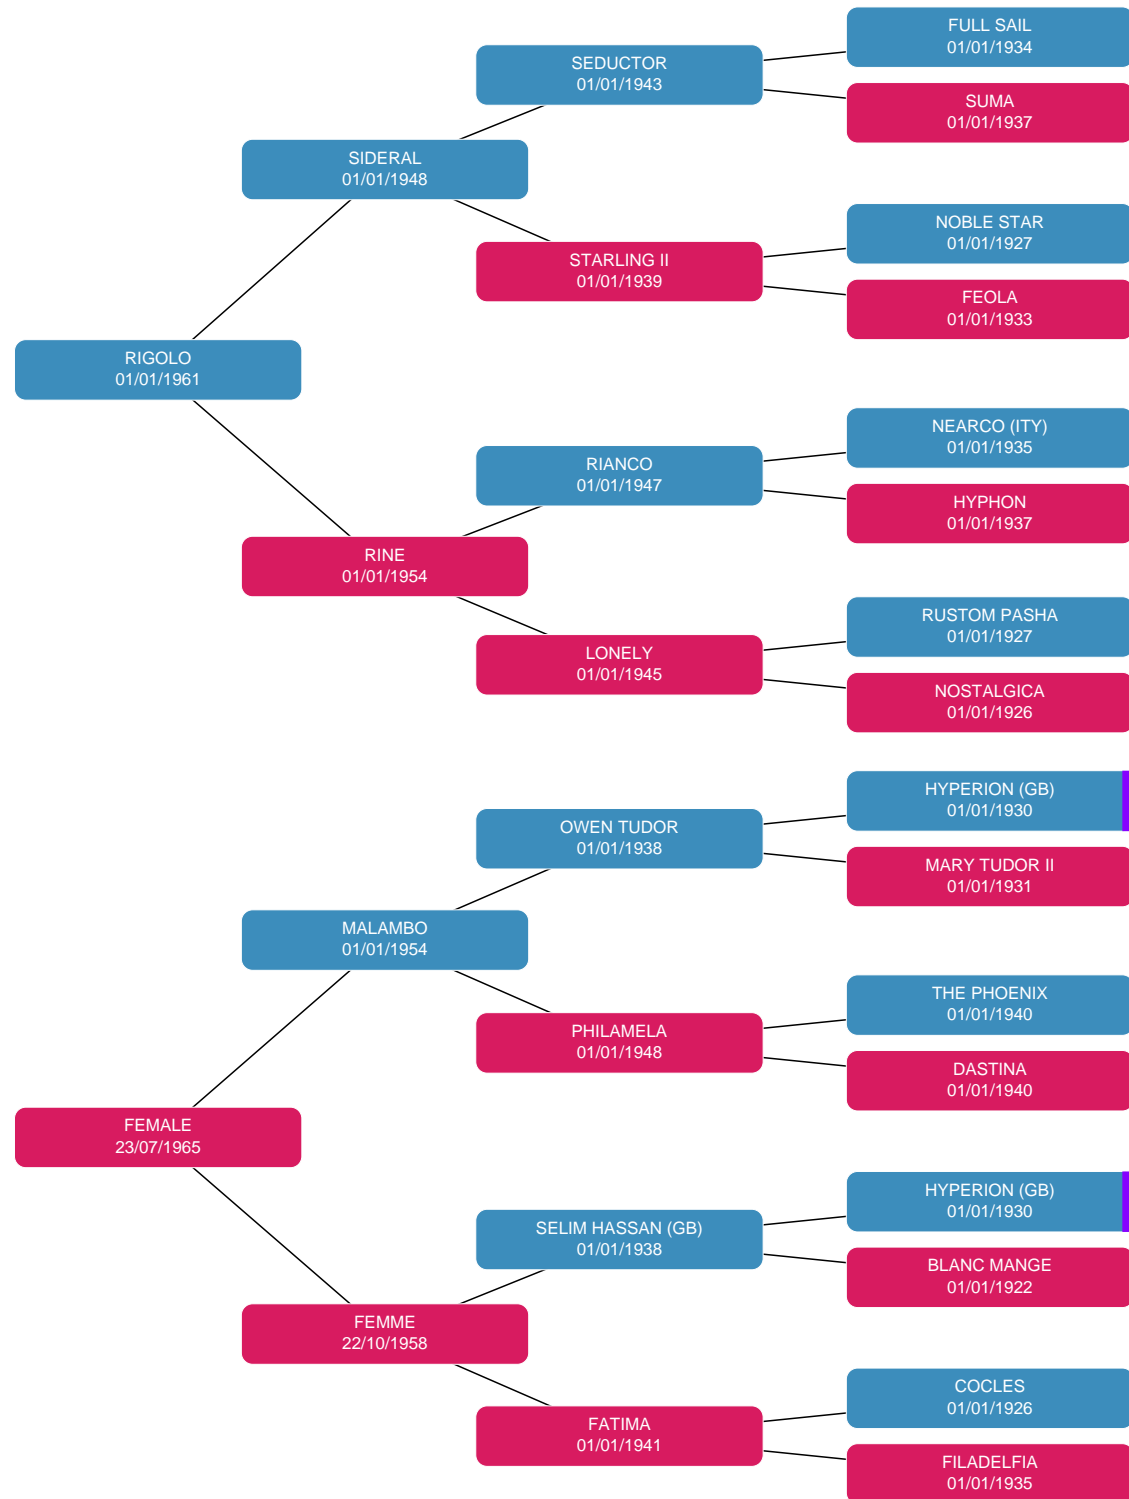 FULL SAIL
01/01/1934
SEDUCTOR
01/01/1943
SUMA
01/01/1937
SIDERAL
01/01/1948
NOBLE STAR
01/01/1927
STARLING II
01/01/1939
FEOLA
01/01/1933
RIGOLO
01/01/1961
NEARCO (ITY)
01/01/1935
RIANCO
01/01/1947
HYPHON
01/01/1937
RINE
01/01/1954
RUSTOM PASHA
01/01/1927
LONELY
01/01/1945
NOSTALGICA
01/01/1926
HYPERION (GB)
01/01/1930
OWEN TUDOR
01/01/1938
MARY TUDOR II
01/01/1931
MALAMBO
01/01/1954
THE PHOENIX
01/01/1940
PHILAMELA
01/01/1948
DASTINA
01/01/1940
FEMALE
23/07/1965
HYPERION (GB)
01/01/1930
SELIM HASSAN (GB)
01/01/1938
BLANC MANGE
01/01/1922
FEMME
22/10/1958
COCLES
01/01/1926
FATIMA
01/01/1941
FILADELFIA
01/01/1935